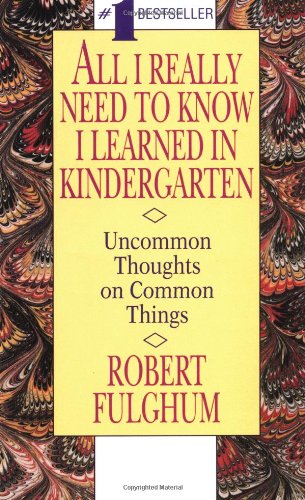 #1 BESTSELLER
ALL I REALLY
NEED TO KNOW
I LEARNED IN
KINDERGARTEN
Uncommon
Thoughts
on Common
Things
ROBERT
FULGHUM